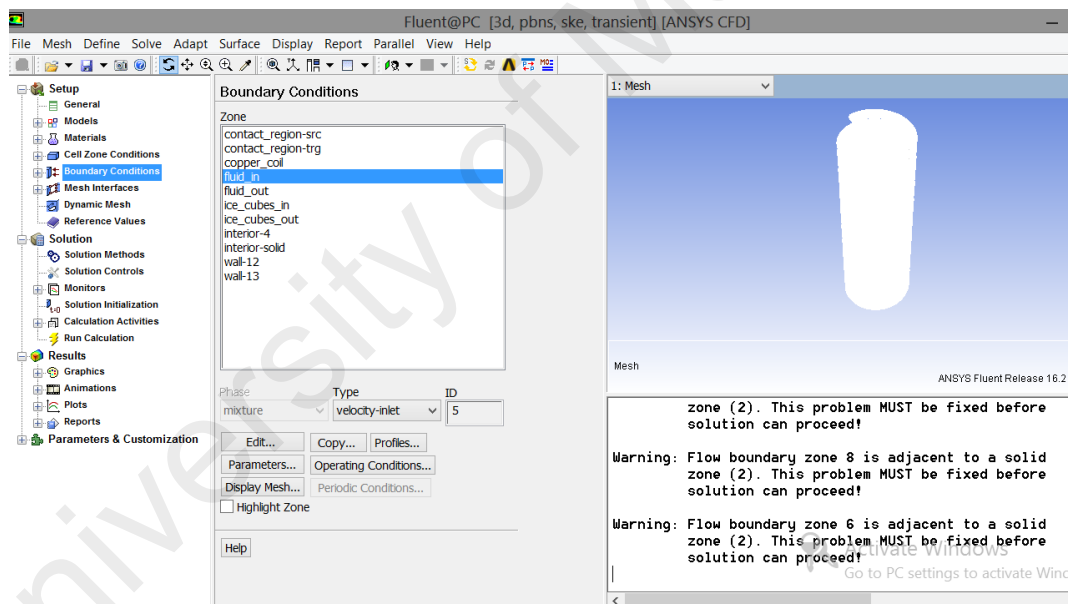 Fluent@PC [3d, pbns, ske, transient] [ANSYS CFD]
File Mesh Define Solve Adapt Surface Display Report Parallel View Help
Setup
General
Models
Materials
Cell Zone Conditions
Boundary Conditions
Mesh Interfaces
Dynamic Mesh
Reference Values
Solution
Solution Methods
Solution Controls
Monitors
Solution Initialization
Calculation Activities
Run Calculation
Results
Graphics
Animations
Plots
Reports
Parameters & Customization
Boundary Conditions
Zone
contact_region-src
contact_region-trg
copper_coil
fluid_in
fluid_out
ice_cubes_in
ice_cubes_out
interior-4
interior-solid
wall-12
wall-13
Phase Type ID
mixture velocity-inlet 5
Edit... Copy... Profiles...
Parameters... Operating Conditions...
Display Mesh... Periodic Conditions...
Highlight Zone
Help
1: Mesh
Mesh
ANSYS Fluent Release 16.2
zone (2). This problem MUST be fixed before
solution can proceed!
Warning: Flow boundary zone 8 is adjacent to a solid
zone (2). This problem MUST be fixed before
solution can proceed!
Warning: Flow boundary zone 6 is adjacent to a solid
zone (2). This problem MUST be fixed before
solution can proceed!
Activate Windows
Go to PC settings to activate Wind